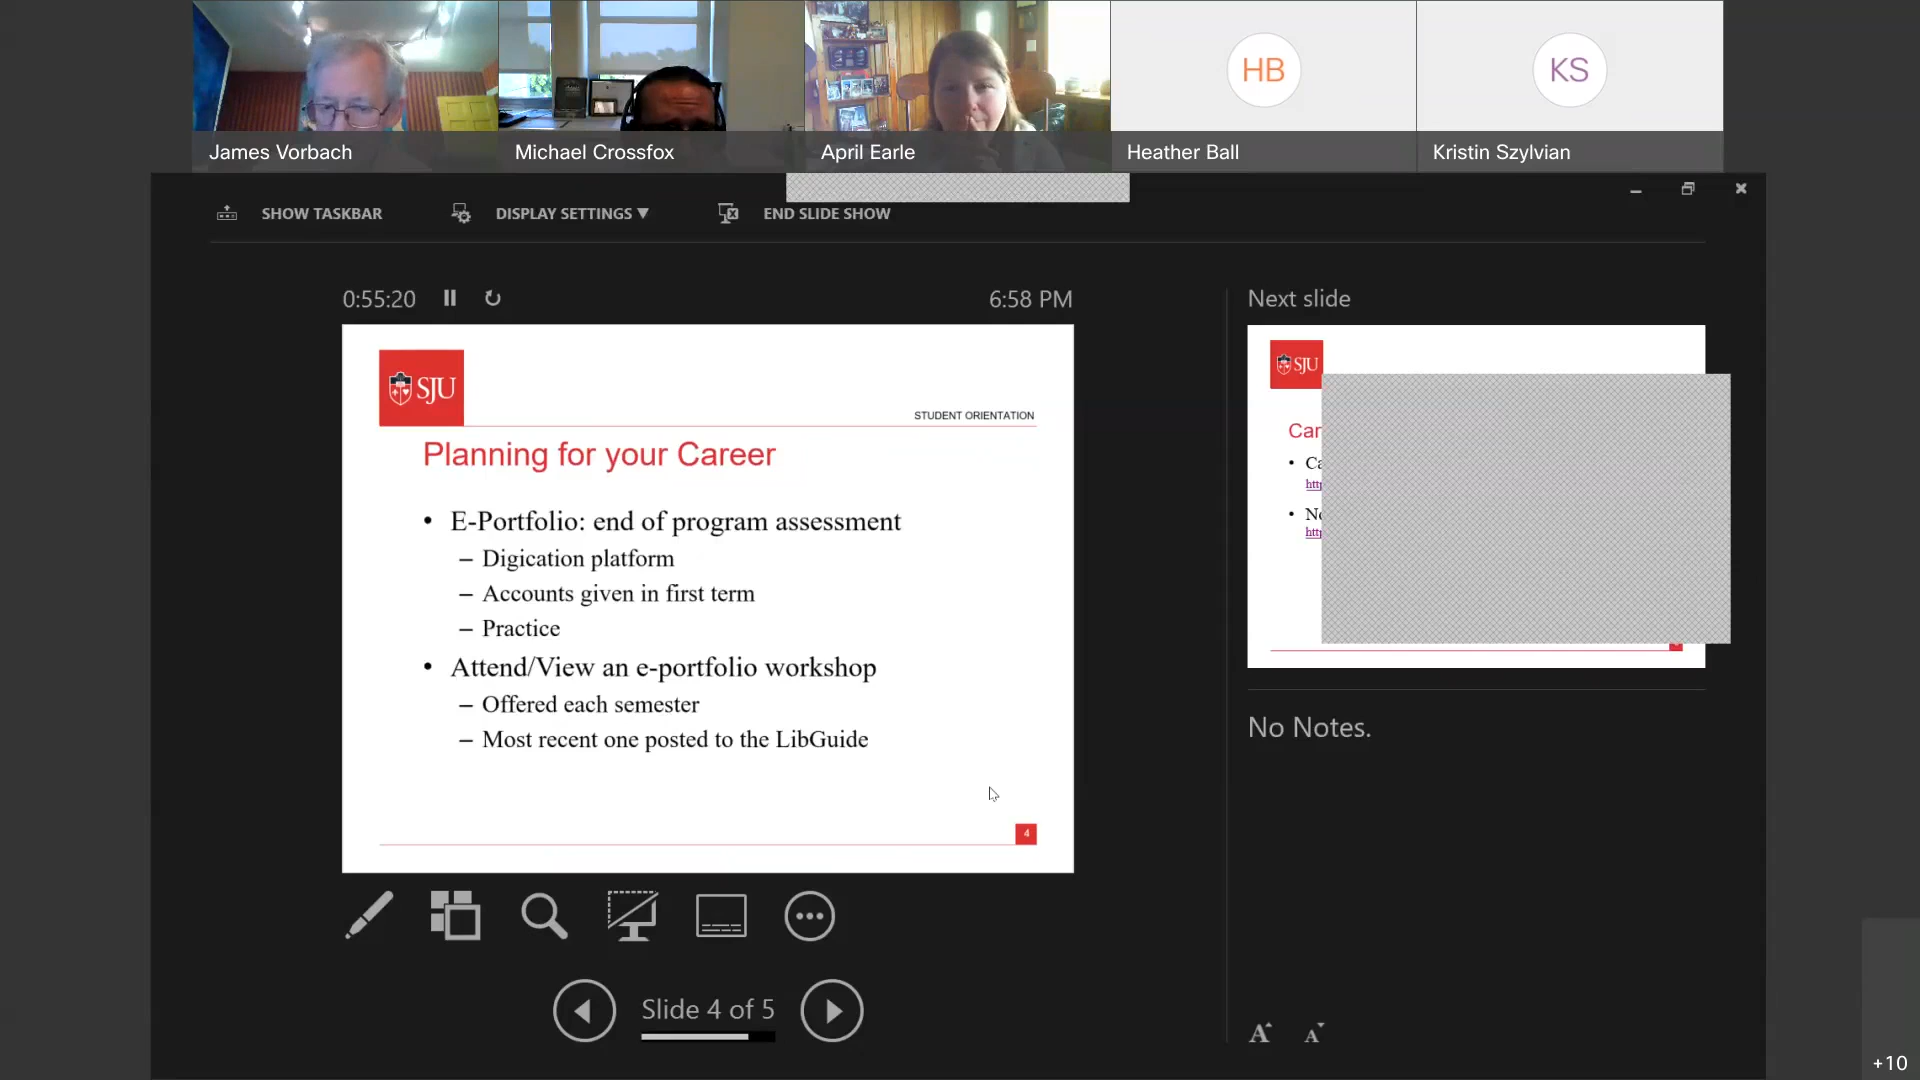 James Vorbach
Michael Crossfox
April Earle
HB
Heather Ball
KS
Kristin Szylvian
SHOW TASKBAR
DISPLAY SETTINGS
END SLIDE SHOW
0:55:20
6:58 PM
SJU
STUDENT ORIENTATION
Planning for your Career
• E-Portfolio: end of program assessment
– Digication platform
– Accounts given in first term
– Practice
• Attend/View an e-portfolio workshop
– Offered each semester
– Most recent one posted to the LibGuide
4
Slide 4 of 5
Next slide
SJU
No Notes.
A A
+10